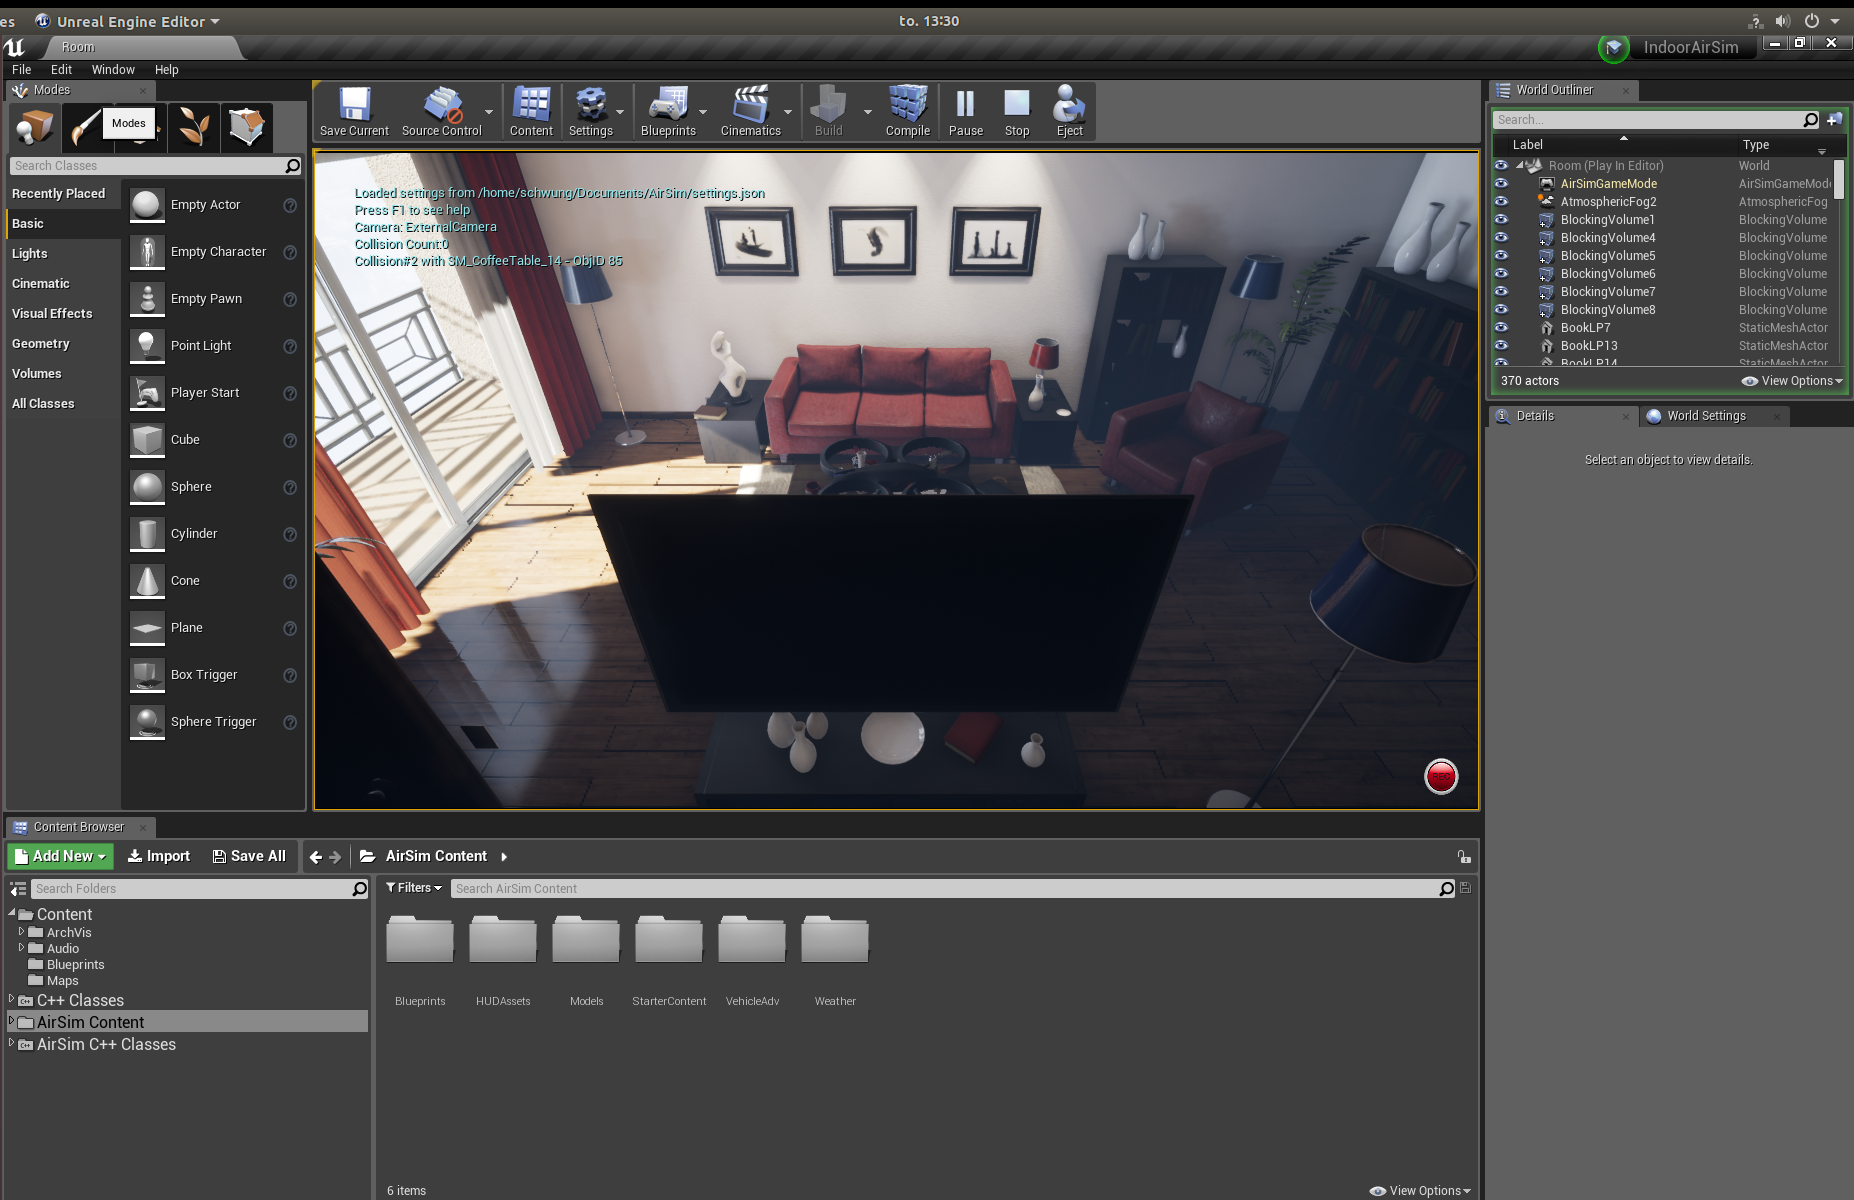 es Unreal Engine Editor to. 13:30
Room IndoorAirSim
File Edit Window Help
Modes
Modes
Search Classes
Recently Placed
Basic
Lights
Cinematic
Visual Effects
Geometry
Volumes
All Classes
Empty Actor
Empty Character
Empty Pawn
Point Light
Player Start
Cube
Sphere
Cylinder
Cone
Plane
Box Trigger
Sphere Trigger
Save Current Source Control Content Settings Blueprints Cinematics Build Compile Pause Stop Eject
Loaded settings from /home/schwung/Documents/AirSim/settings.json
Press F1 to see help
Camera: ExternalCamera
Collision Count:0
Collision#2 with SM_CoffeeTable_14 - ObjID 85
REC
World Outliner
Search...
Label Type
Room (Play In Editor) World
AirSimGameMode AirSimGameMod
AtmosphericFog2 AtmosphericFog
BlockingVolume1 BlockingVolume
BlockingVolume4 BlockingVolume
BlockingVolume5 BlockingVolume
BlockingVolume6 BlockingVolume
BlockingVolume7 BlockingVolume
BlockingVolume8 BlockingVolume
BookLP7 StaticMeshActor
BookLP13 StaticMeshActor
BookLP14 StaticMeshActor
370 actors View Options
Details World Settings
Select an object to view details.
Content Browser
Add New Import Save All AirSim Content
Search Folders
Content
ArchVis
Audio
Blueprints
Maps
C++ Classes
AirSim Content
AirSim C++ Classes
Filters Search AirSim Content
Blueprints HUDAssets Models StarterContent VehicleAdv Weather
6 items View Options